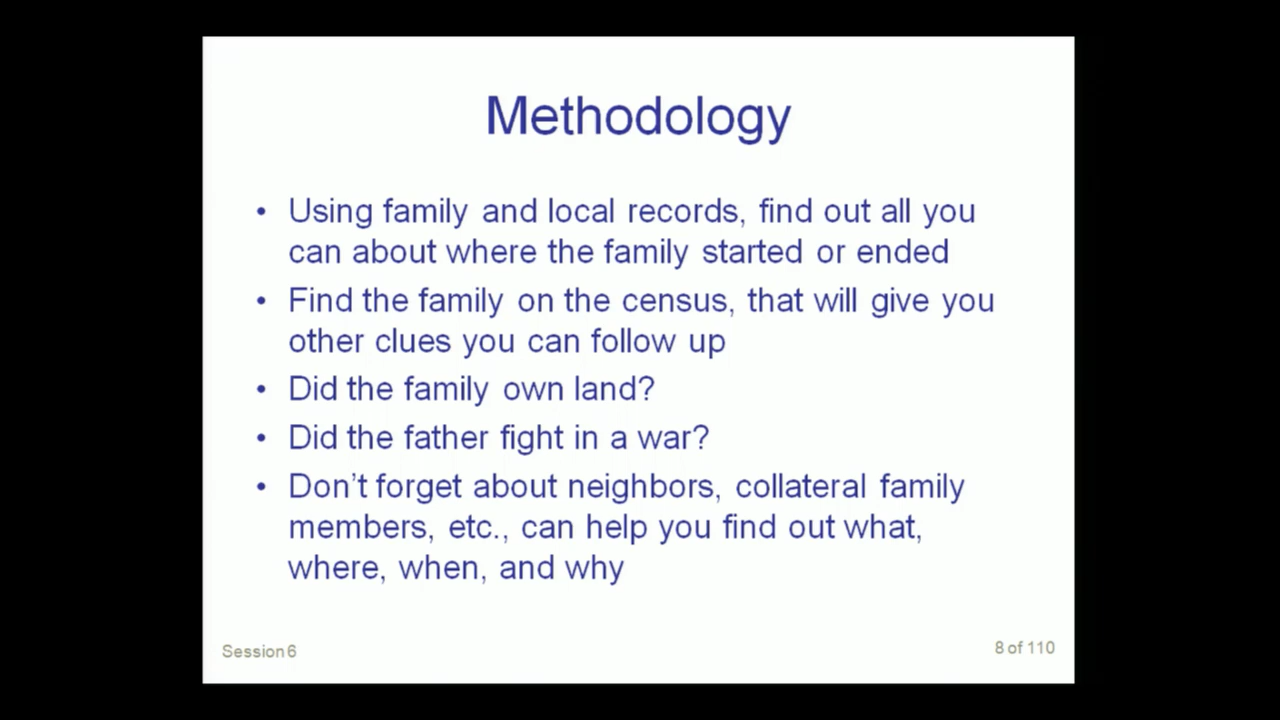 Methodology
• Using family and local records, find out all you
can about where the family started or ended
• Find the family on the census, that will give you
other clues you can follow up
• Did the family own land?
• Did the father fight in a war?
• Don't forget about neighbors, collateral family
members, etc., can help you find out what,
where, when, and why
Session 6
8 of 110